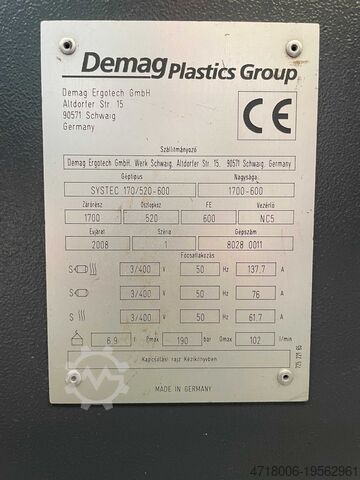 Demag Plastics Group
Demag Ergotech GmbH
Altdorfer Str. 15
90571 Schwaig
Germany
CE
Szállítmányozó
Demag Ergotech GmbH, Werk Schwaig, Altdorfer Str. 15, 90571 Schwaig, Germany
Géptipus Nagysága
SYSTEC 170/520-600 1700-600
Zárórész Oszlopköz FE Vezérlő
1700 520 600 NC5
Évjárat Széria Gépszám
2008 1 8028 0011
Főcsatlakozás
S 3/400 V 50 Hz 137.7 A
S 3/400 V 50 Hz 76 A
S 3/400 V 50 Hz 61.7 A
6.9 t pmax 190 bar Qmax 102 l/min
Kapcsolási rajz Kézikönyvben
MADE IN GERMANY
Machineseeker
4718006-19562961